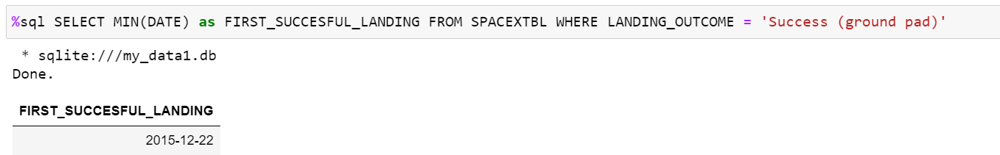 %sql SELECT MIN(DATE) as FIRST_SUCCESFUL_LANDING FROM SPACEXTBL WHERE LANDING_OUTCOME = 'Success (ground pad)'
* sqlite:///my_data1.db
Done.
FIRST_SUCCESFUL_LANDING
2015-12-22